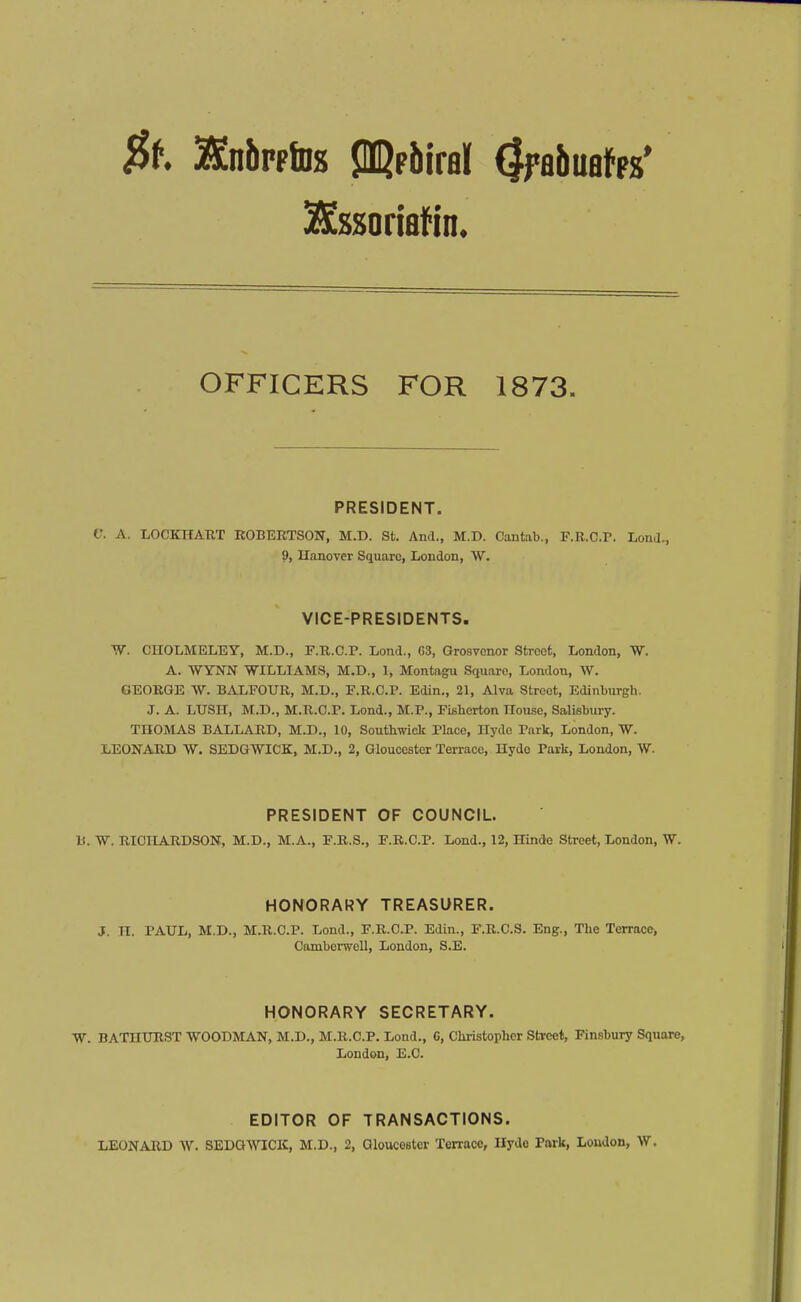 St. Andrews Medical Graduates'
Associatin.
OFFICERS FOR 1873.
PRESIDENT.
C. A. LOCKHART ROBERTSON, M.D. St. And., M.D. Cantab., F.R.C.P. Lond.,
9, Hanover Square, London, W.
VICE-PRESIDENTS.
W. CHOLMELEY, M.D., F.R.C.P. Lond., 63, Grosvenor Street, London, W.
A. WYNN WILLIAMS, M.D., 1, Montagu Square, London, W.
GEORGE W. BALFOUR, M.D., F.R.C.P. Edin., 21, Alva Street, Edinburgh.
J. A. LUSH, M.D., M.R.C.P. Lond., M.P., Fisherton House, Salisbury.
THOMAS BALLARD, M.D., 10, Southwick Place, Hyde Park, London, W.
LEONARD W. SEDGWICK, M.D., 2, Gloucester Terrace, Hyde Park, London, W.
PRESIDENT OF COUNCIL.
B. W. RICHARDSON, M.D., M.A., F.R.S., F.R.C.P. Lond., 12, Hinde Street, London, W.
HONORARY TREASURER.
J. H. PAUL, M.D., M.R.C.P. Lond., F.R.C.P. Edin., F.R.C.S. Eng., The Terrace,
Camberwell, London, S.E.
HONORARY SECRETARY.
W. BATHURST WOODMAN, M.D., M.R.C.P. Lond., 6, Christopher Street, Finsbury Square,
London, E.C.
EDITOR OF TRANSACTIONS.
LEONARD W. SEDGWICK, M.D., 2, Gloucester Terrace, Hyde Park, London, W.